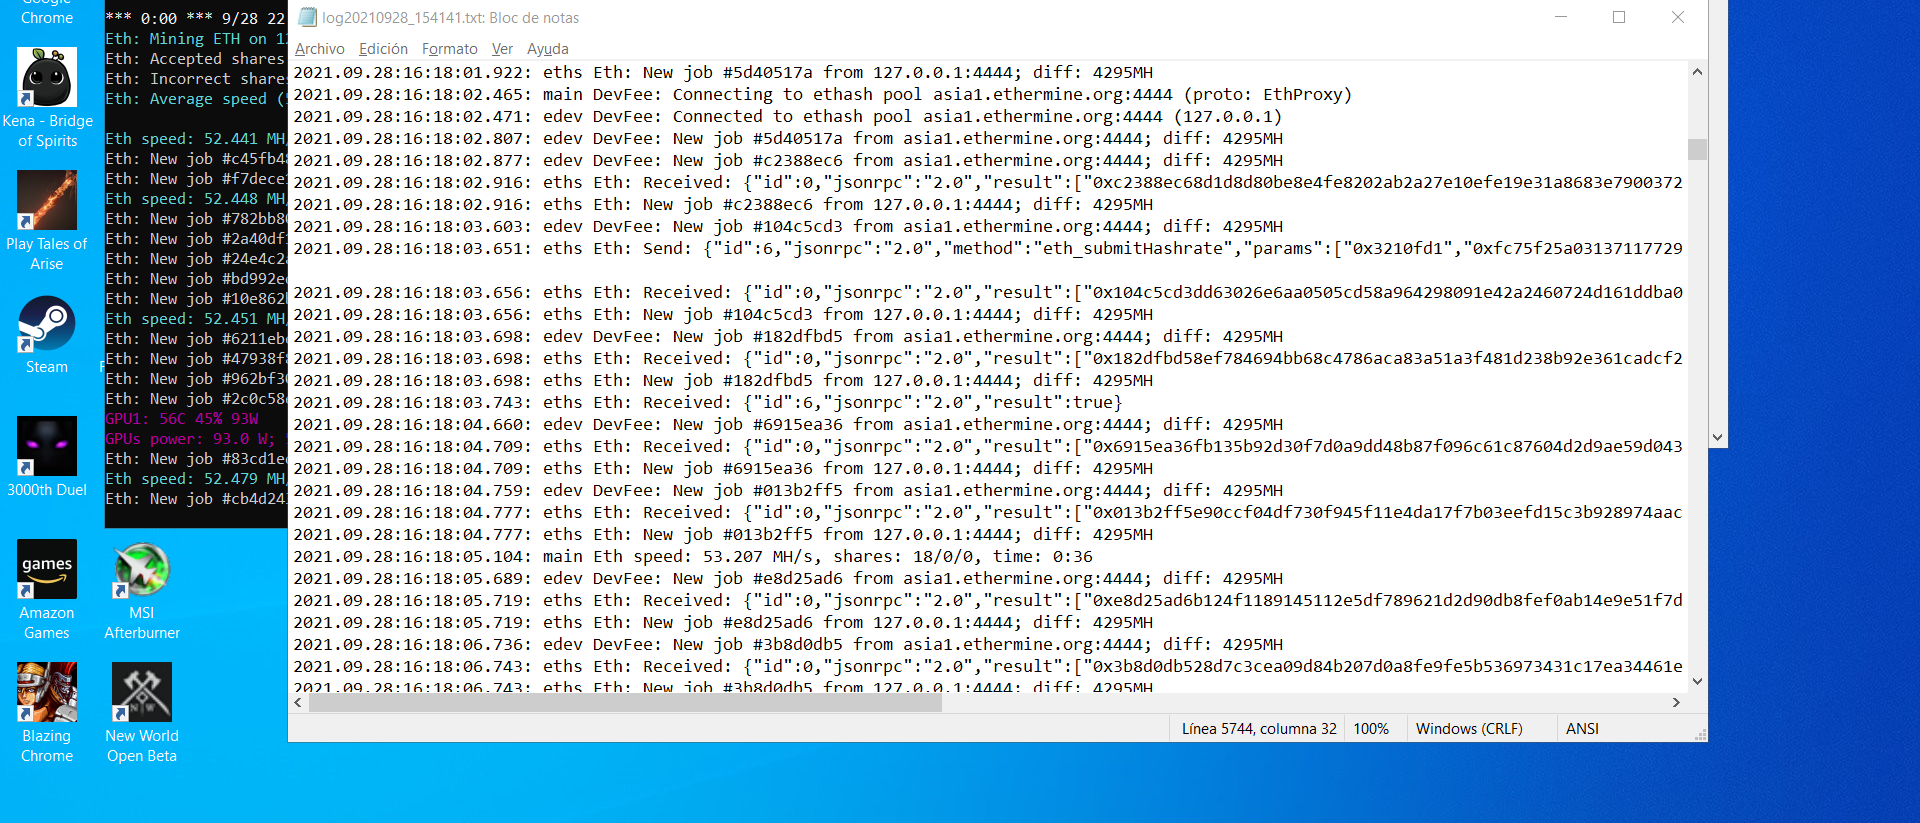 Google
Chrome
Kena - Bridge
of Spirits
Play Tales of
Arise
Steam
3000th Duel
Amazon
Games
MSI
Afterburner
Blazing
Chrome
New World
Open Beta
games
N W
*** 0:00 *** 9/28 22
Eth: Mining ETH on 12
Eth: Accepted shares
Eth: Incorrect share
Eth: Average speed (
Eth speed: 52.441 MH/
Eth: New job #c45fb48
Eth: New job #f7dece1
Eth speed: 52.448 MH/
Eth: New job #782bb80
Eth: New job #2a40df1
Eth: New job #24e4c2a
Eth: New job #bd992e
Eth: New job #10e862
Eth speed: 52.451 MH/
Eth: New job #6211eb
Eth: New job #47938f8
Eth: New job #962bf30
Eth: New job #2c0c58
GPU1: 56C 45% 93W
GPUs power: 93.0 W;
Eth: New job #83cd1e
Eth speed: 52.479 MH/
Eth: New job #cb4d24
log20210928_154141.txt: Bloc de notas
Archivo Edición Formato Ver Ayuda
2021.09.28:16:18:01.922: eths Eth: New job #5d40517a from 127.0.0.1:4444; diff: 4295MH
2021.09.28:16:18:02.465: main DevFee: Connecting to ethash pool asia1.ethermine.org:4444 (proto: EthProxy)
2021.09.28:16:18:02.471: edev DevFee: Connected to ethash pool asia1.ethermine.org:4444 (127.0.0.1)
2021.09.28:16:18:02.807: edev DevFee: New job #5d40517a from asia1.ethermine.org:4444; diff: 4295MH
2021.09.28:16:18:02.877: edev DevFee: New job #c2388ec6 from asia1.ethermine.org:4444; diff: 4295MH
2021.09.28:16:18:02.916: eths Eth: Received: {"id":0,"jsonrpc":"2.0","result":["0xc2388ec68d1d8d80be8e4fe8202ab2a27e10efe19e31a8683e7900372
2021.09.28:16:18:02.916: eths Eth: New job #c2388ec6 from 127.0.0.1:4444; diff: 4295MH
2021.09.28:16:18:03.603: edev DevFee: New job #104c5cd3 from asia1.ethermine.org:4444; diff: 4295MH
2021.09.28:16:18:03.651: eths Eth: Send: {"id":6,"jsonrpc":"2.0","method":"eth_submitHashrate","params":["0x3210fd1","0xfc75f25a03137117729
2021.09.28:16:18:03.656: eths Eth: Received: {"id":0,"jsonrpc":"2.0","result":["0x104c5cd3dd63026e6aa0505cd58a964298091e42a2460724d161ddba0
2021.09.28:16:18:03.656: eths Eth: New job #104c5cd3 from 127.0.0.1:4444; diff: 4295MH
2021.09.28:16:18:03.698: edev DevFee: New job #182dfbd5 from asia1.ethermine.org:4444; diff: 4295MH
2021.09.28:16:18:03.698: eths Eth: Received: {"id":0,"jsonrpc":"2.0","result":["0x182dfbd58ef784694bb68c4786aca83a51a3f481d238b92e361cadcf2
2021.09.28:16:18:03.698: eths Eth: New job #182dfbd5 from 127.0.0.1:4444; diff: 4295MH
2021.09.28:16:18:03.743: eths Eth: Received: {"id":6,"jsonrpc":"2.0","result":true}
2021.09.28:16:18:04.660: edev DevFee: New job #6915ea36 from asia1.ethermine.org:4444; diff: 4295MH
2021.09.28:16:18:04.709: eths Eth: Received: {"id":0,"jsonrpc":"2.0","result":["0x6915ea36fb135b92d30f7d0a9dd48b87f096c61c87604d2d9ae59d043
2021.09.28:16:18:04.709: eths Eth: New job #6915ea36 from 127.0.0.1:4444; diff: 4295MH
2021.09.28:16:18:04.759: edev DevFee: New job #013b2ff5 from asia1.ethermine.org:4444; diff: 4295MH
2021.09.28:16:18:04.777: eths Eth: Received: {"id":0,"jsonrpc":"2.0","result":["0x013b2ff5e90ccf04df730f945f11e4da17f7b03eefd15c3b928974aac
2021.09.28:16:18:04.777: eths Eth: New job #013b2ff5 from 127.0.0.1:4444; diff: 4295MH
2021.09.28:16:18:05.104: main Eth speed: 53.207 MH/s, shares: 18/0/0, time: 0:36
2021.09.28:16:18:05.689: edev DevFee: New job #e8d25ad6 from asia1.ethermine.org:4444; diff: 4295MH
2021.09.28:16:18:05.719: eths Eth: Received: {"id":0,"jsonrpc":"2.0","result":["0xe8d25ad6b124f1189145112e5df789621d2d90db8fef0ab14e9e51f7d
2021.09.28:16:18:05.719: eths Eth: New job #e8d25ad6 from 127.0.0.1:4444; diff: 4295MH
2021.09.28:16:18:06.736: edev DevFee: New job #3b8d0db5 from asia1.ethermine.org:4444; diff: 4295MH
2021.09.28:16:18:06.743: eths Eth: Received: {"id":0,"jsonrpc":"2.0","result":["0x3b8d0db528d7c3cea09d84b207d0a8fe9fe5b536973431c17ea34461e
2021.09.28:16:18:06.743: eths Eth: New job #3b8d0db5 from 127.0.0.1:4444; diff: 4295MH
Línea 5744, columna 32 100% Windows (CRLF) ANSI